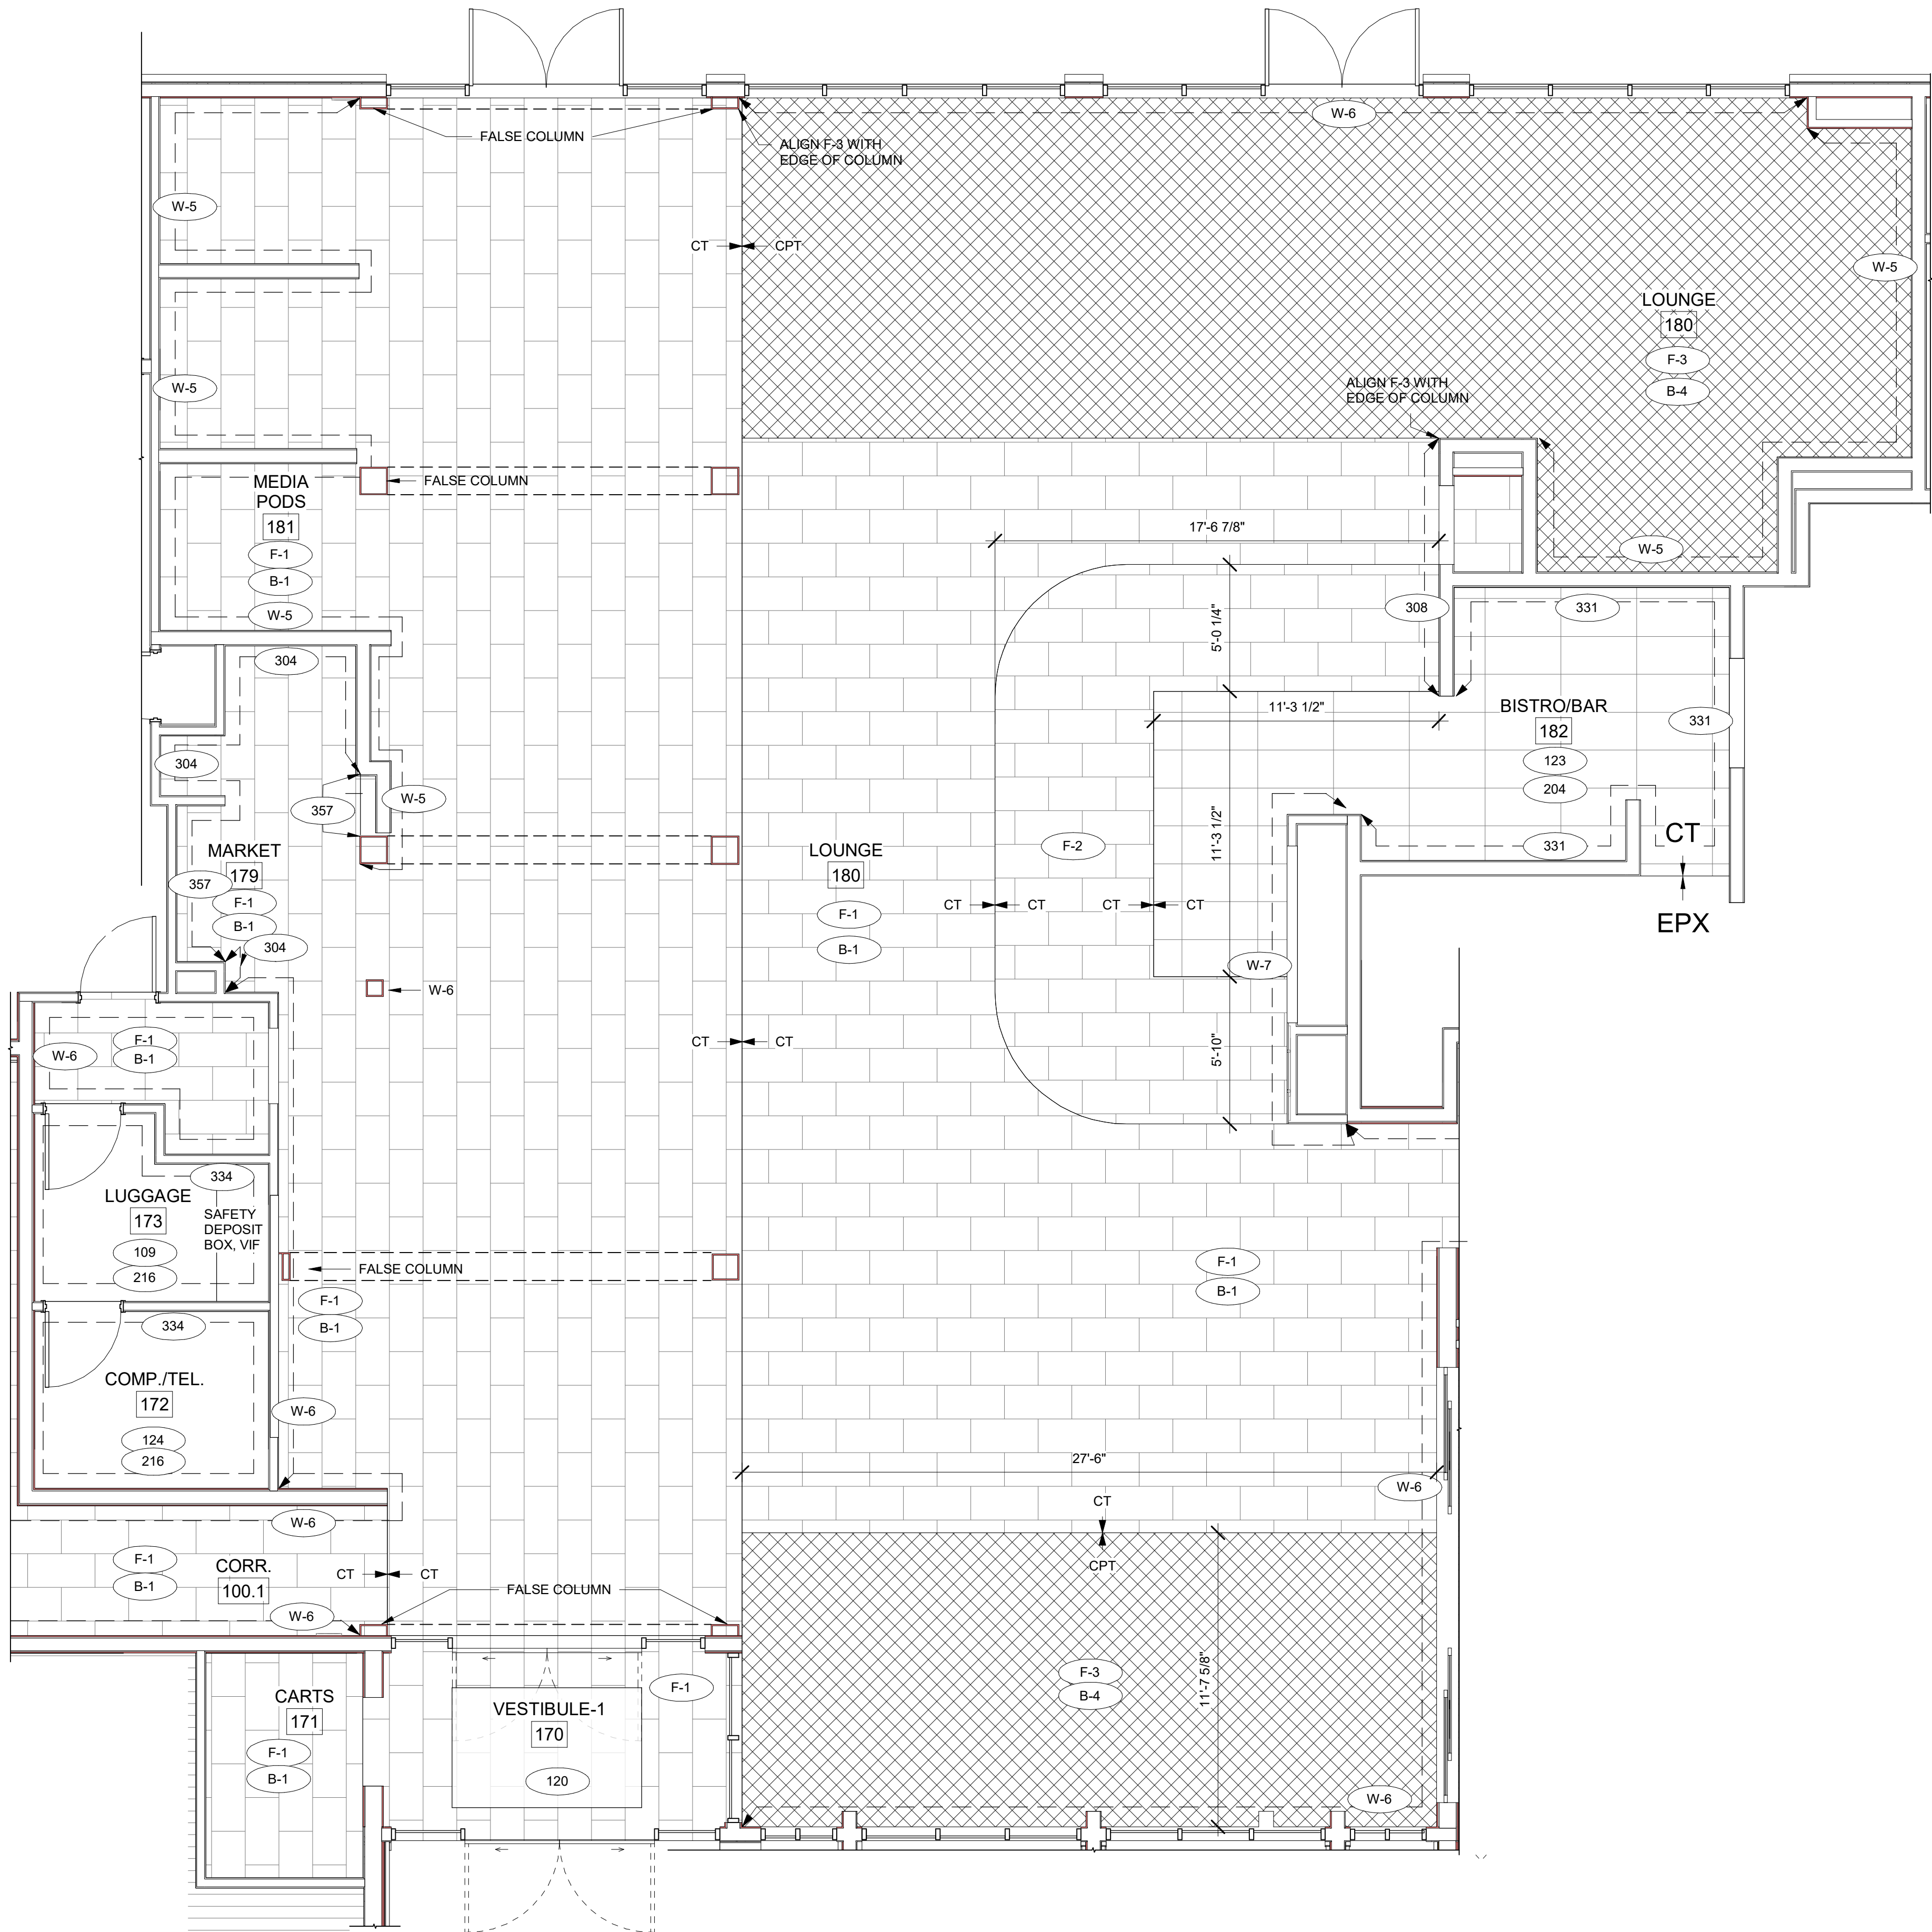 FALSE COLUMN
ALIGN F-3 WITH
EDGE OF COLUMN
W-6
W-5
CT
CPT
W-5
LOUNGE
180
F-3
B-4
W-5
ALIGN F-3 WITH
EDGE OF COLUMN
MEDIA
PODS
181
F-1
B-1
W-5
FALSE COLUMN
17'-6 7/8"
W-5
308
331
5'-0 1/4"
304
304
11'-3 1/2"
BISTRO/BAR
182
123
204
331
357
W-5
MARKET
179
F-1
B-1
357
304
LOUNGE
180
F-1
B-1
F-2
11'-3 1/2"
331
CT
EPX
CT
CT
CT
CT
W-7
W-6
F-1
B-1
W-6
CT
CT
5'-10"
334
LUGGAGE
173
109
216
SAFETY
DEPOSIT
BOX, VIF
FALSE COLUMN
F-1
B-1
F-1
B-1
334
COMP./TEL.
172
124
216
W-6
27'-6"
W-6
W-6
CT
CPT
F-1
B-1
CORR.
100.1
CT
CT
FALSE COLUMN
W-6
F-3
B-4
11'-7 5/8"
CARTS
171
F-1
B-1
VESTIBULE-1
170
120
F-1
W-6